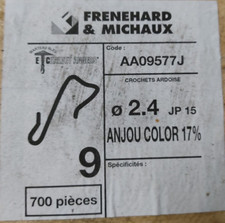 FRENEHARD
& MICHAUX
Code :
AA09577J
CROCHETS ARDOISE
ø 2.4 JP 15
ANJOU COLOR 17%
9
Spécificités :
700 pièces